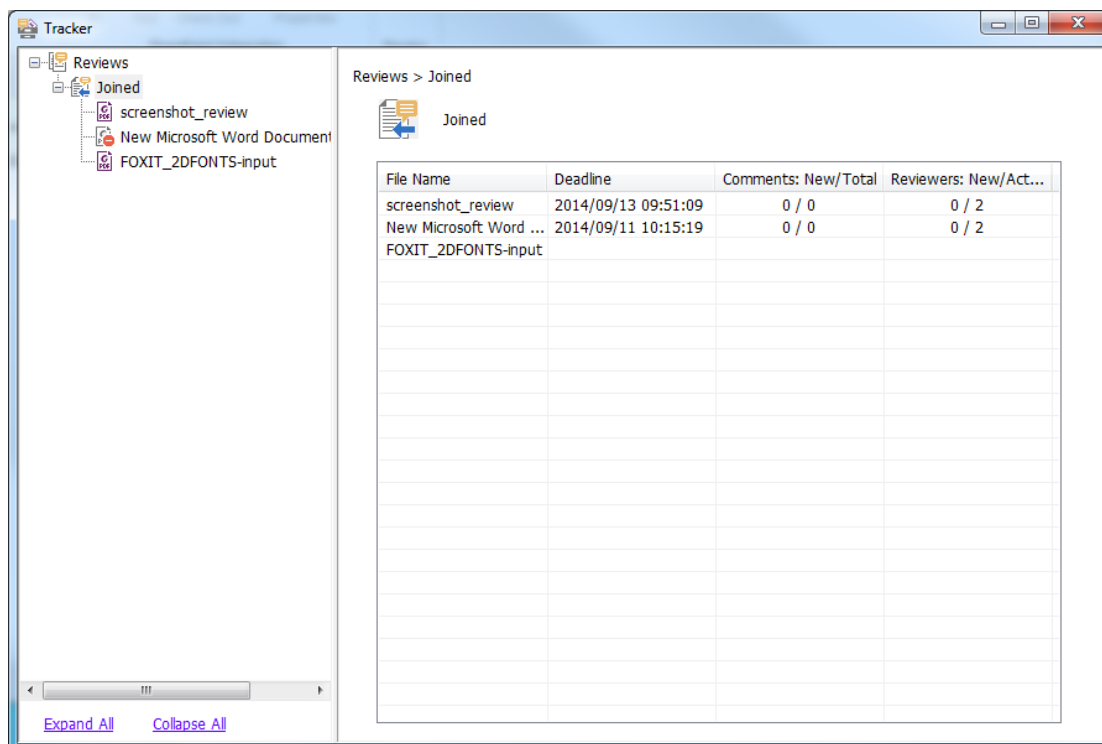 Tracker
Reviews
Joined
screenshot_review
New Microsoft Word Document
FOXIT_2DFONTS-input
Expand All Collapse All
Reviews > Joined
Joined
File Name Deadline Comments: New/Total Reviewers: New/Act...
screenshot_review 2014/09/13 09:51:09 0 / 0 0 / 2
New Microsoft Word ... 2014/09/11 10:15:19 0 / 0 0 / 2
FOXIT_2DFONTS-input